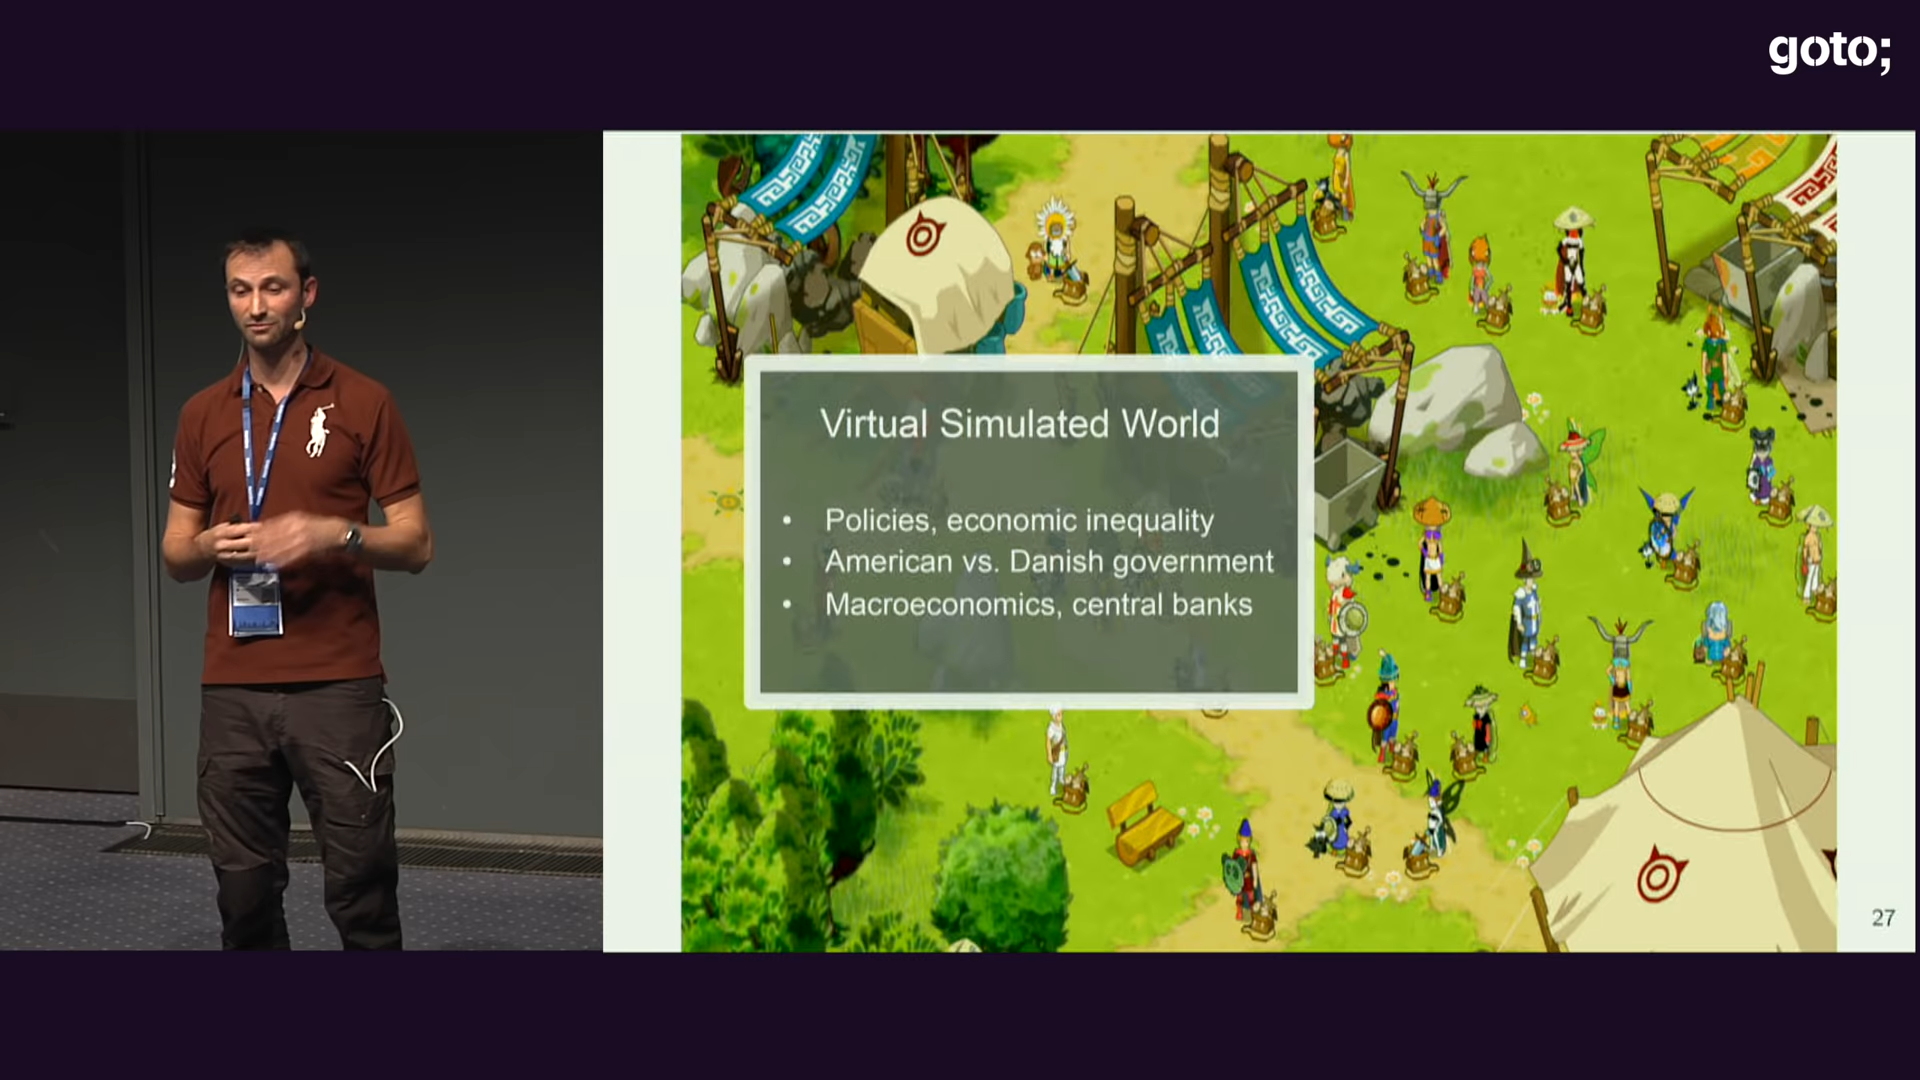 goto;
Virtual Simulated World
• Policies, economic inequality
• American vs. Danish government
• Macroeconomics, central banks
27